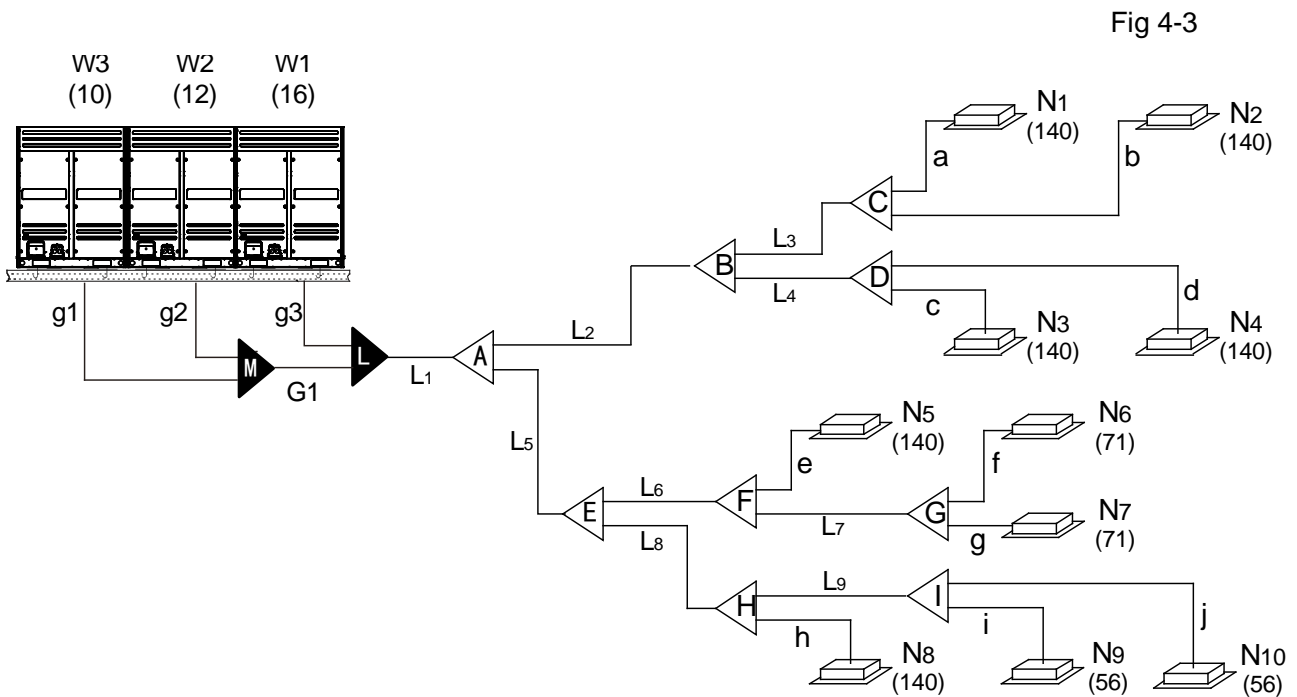 Fig 4-3
W3 W2 W1
(10) (12) (16)
N1
(140)
N2
(140)
a
b
C
L3
B
L4
D
d
c
g1 g2 g3
N3
(140)
N4
(140)
L2
M
L
A
G1
L1
N5
(140)
N6
(71)
L5
e
f
L6
F
E
G
L7
N7
(71)
g
L8
L9
I
H
j
i
h
N8
(140)
N9
(56)
N10
(56)